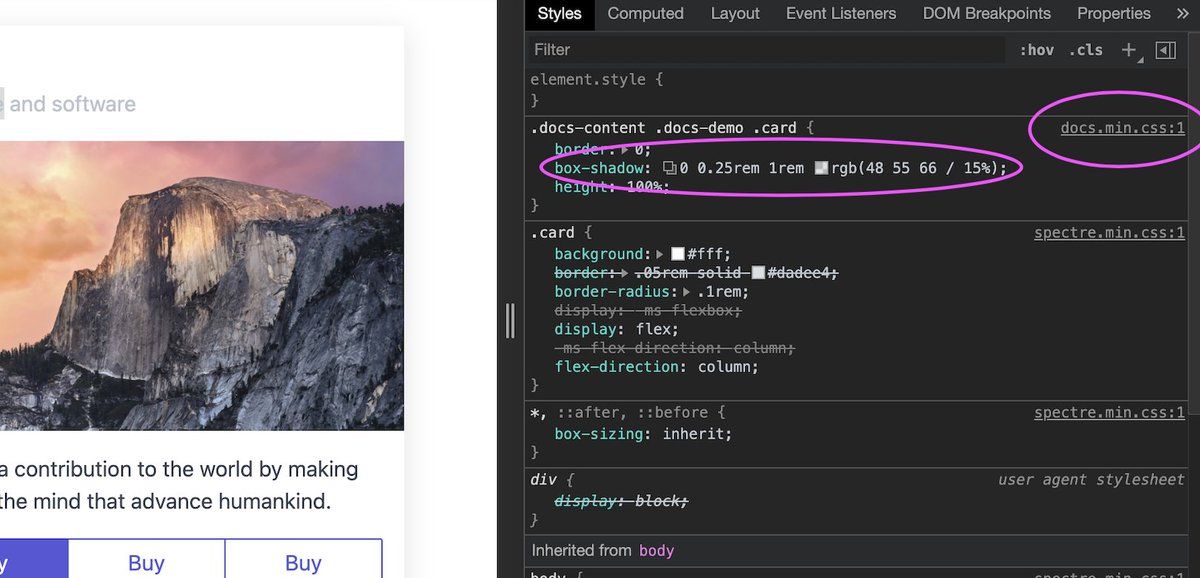 and software
a contribution to the world by making
the mind that advance humankind.
Buy
Buy
Styles Computed Layout Event Listeners DOM Breakpoints Properties »
Filter :hov .cls +
element.style {
}
.docs-content .docs-demo .card { docs.min.css:1
border: 0;
box-shadow: 0 0.25rem 1rem rgb(48 55 66 / 15%);
height: 100%;
}
.card { spectre.min.css:1
background: #fff;
border: .05rem solid #dadee4;
border-radius: .1rem;
display: -ms-flexbox;
display: flex;
-ms-flex-direction: column;
flex-direction: column;
}
*, ::after, ::before { spectre.min.css:1
box-sizing: inherit;
}
div { user agent stylesheet
display: block;
}
Inherited from body
body { spectre.min.css:1